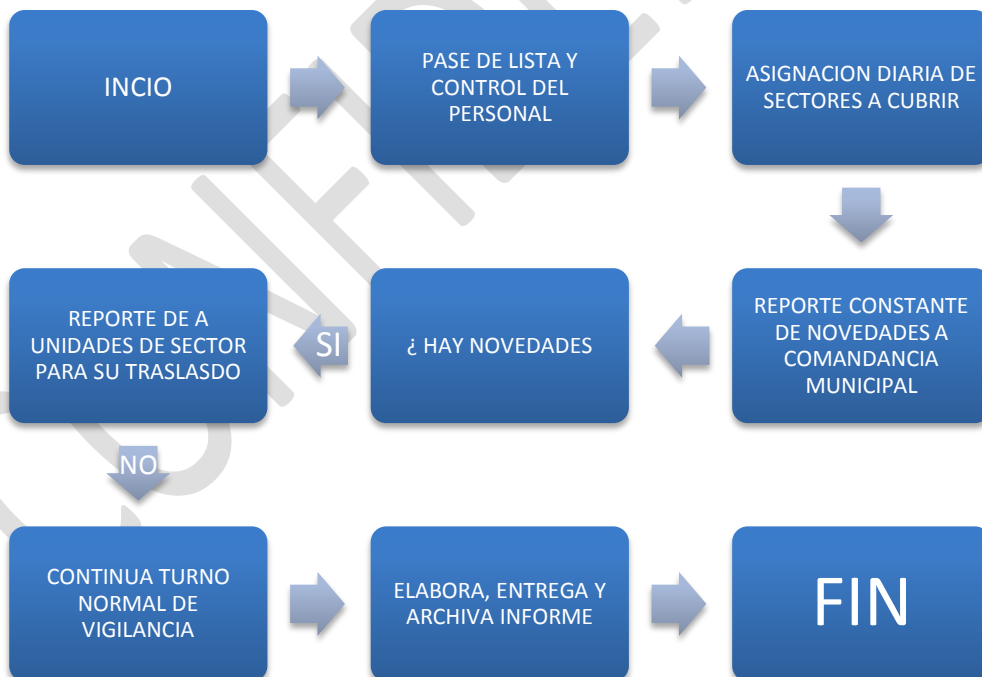 INCIO
PASE DE LISTA Y
CONTROL DEL
PERSONAL
ASIGNACION DIARIA DE
SECTORES A CUBRIR
REPORTE CONSTANTE
DE NOVEDADES A
COMANDANCIA
MUNICIPAL
¿ HAY NOVEDADES
SI
REPORTE DE A
UNIDADES DE SECTOR
PARA SU TRASLASDO
NO
CONTINUA TURNO
NORMAL DE
VIGILANCIA
ELABORA, ENTREGA Y
ARCHIVA INFORME
FIN